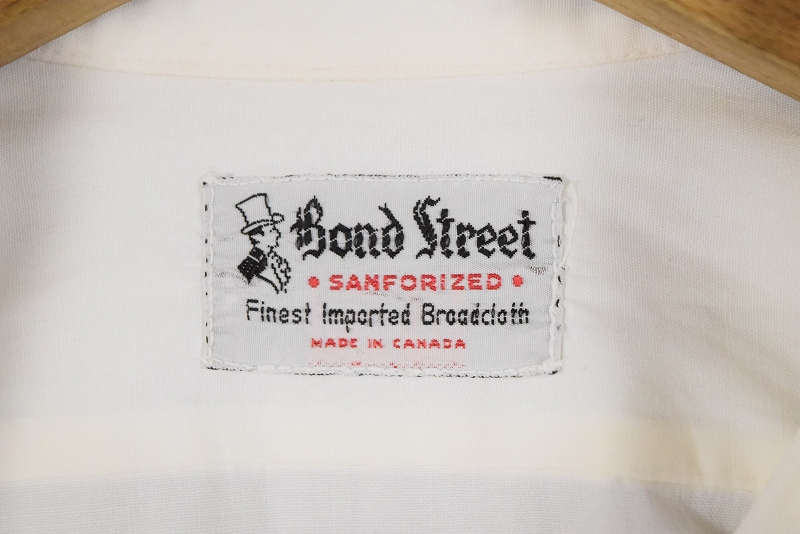 Bond Street
• SANFORIZED •
Finest Imported Broadcloth
MADE IN CANADA